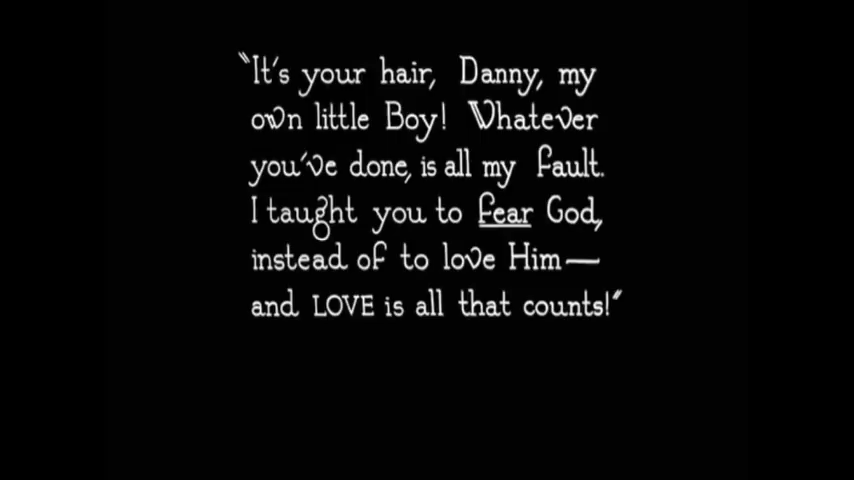 "It's your hair, Danny, my
own little Boy! Whatever
you've done, is all my fault.
I taught you to fear God,
instead of to love Him—
and LOVE is all that counts!"